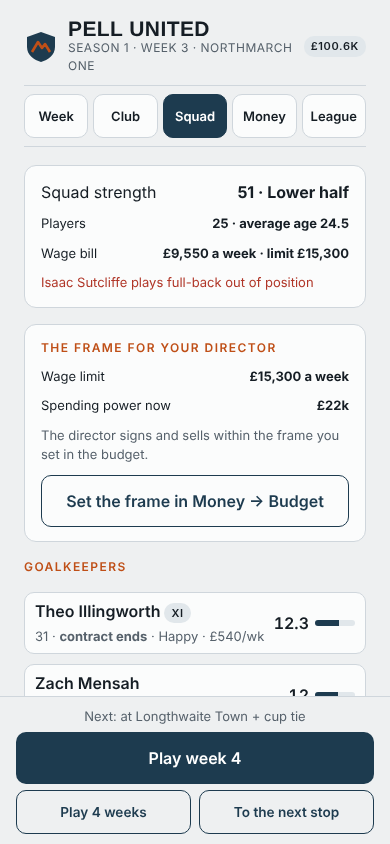 PELL UNITED
SEASON 1 · WEEK 3 · NORTHMARCH
ONE
£100.6K
Week
Club
Squad
Money
League
Squad strength
51 · Lower half
Players
25 · average age 24.5
Wage bill
£9,550 a week · limit £15,300
Isaac Sutcliffe plays full-back out of position
THE FRAME FOR YOUR DIRECTOR
Wage limit
£15,300 a week
Spending power now
£22k
The director signs and sells within the frame you
set in the budget.
Set the frame in Money → Budget
GOALKEEPERS
Theo Illingworth XI
31 · contract ends · Happy · £540/wk
12.3
Zach Mensah
12
Next: at Longthwaite Town + cup tie
Play week 4
Play 4 weeks
To the next stop